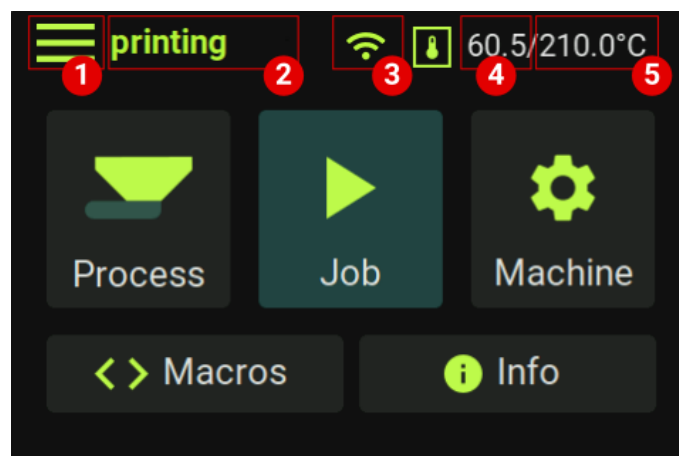 printing 60.5/210.0°C
1 2 3 4 5
Process Job Machine
< > Macros Info